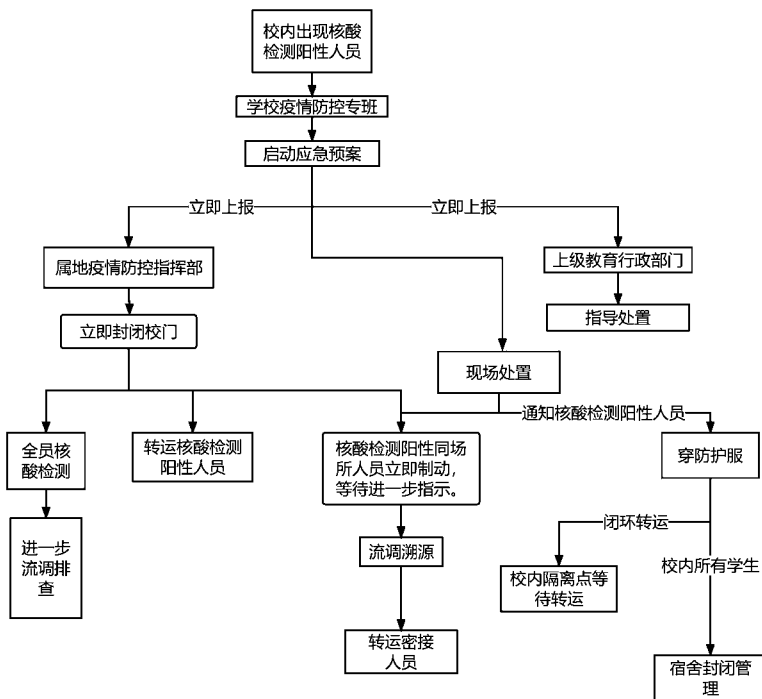 校内出现核酸
检测阳性人员
学校疫情防控专班
启动应急预案
立即上报
立即上报
属地疫情防控指挥部
上级教育行政部门
立即封闭校门
指导处置
现场处置
通知核酸检测阳性人员
全员核
酸检测
转运核酸检测
阳性人员
核酸检测阳性同场
所人员立即制动，
等待进一步指示。
穿防护服
进一步
流调排
查
流调溯源
闭环转运
校内隔离点等
待转运
校内所有学生
转运密接
人员
宿舍封闭管
理